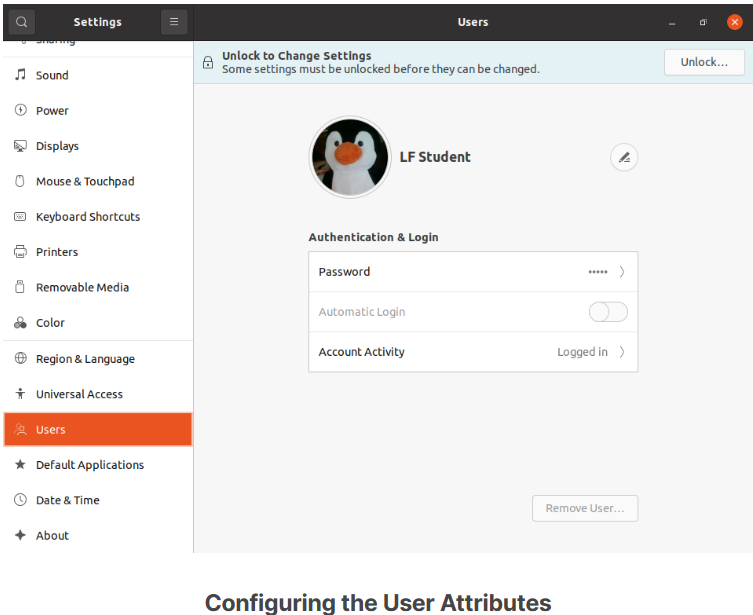 Settings
Users
Sharing
Sound
Power
Displays
Mouse & Touchpad
Keyboard Shortcuts
Printers
Removable Media
Color
Region & Language
Universal Access
Users
Default Applications
Date & Time
About
Unlock to Change Settings
Some settings must be unlocked before they can be changed.
Unlock...
LF Student
Authentication & Login
Password •••••
Automatic Login
Account Activity Logged in
Remove User...
Configuring the User Attributes